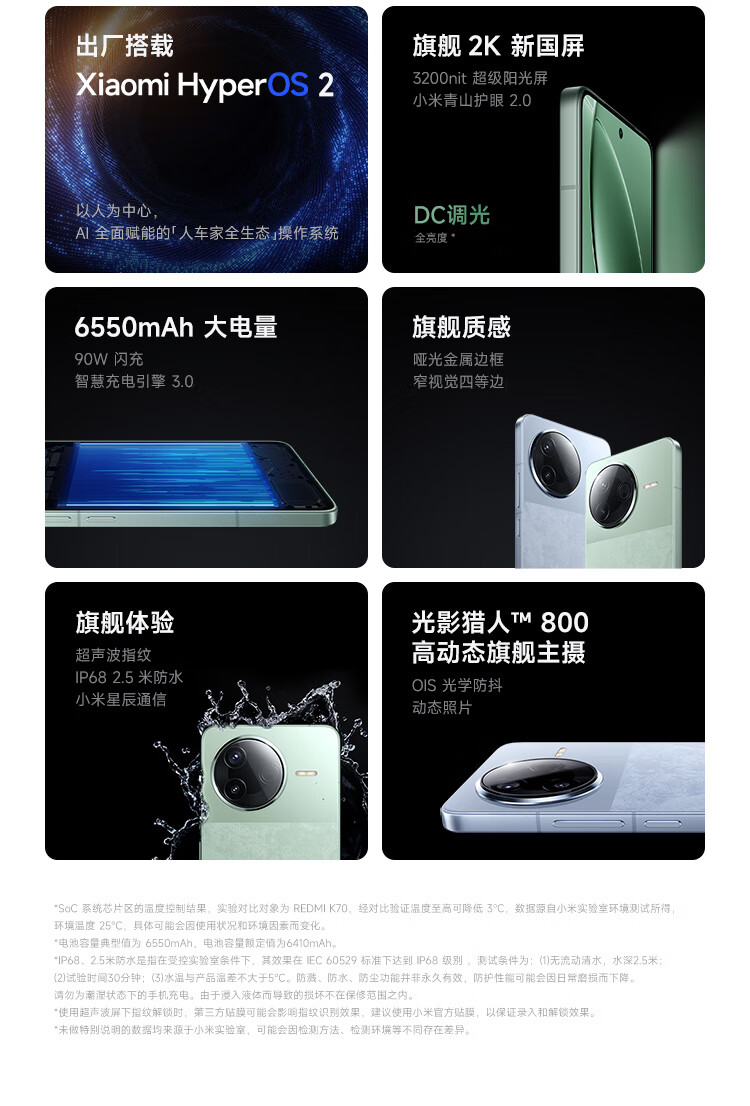 出厂搭载
Xiaomi HyperOS 2
以人为中心，
AI 全面赋能的「人车家全生态」操作系统
旗舰 2K 新国屏
3200nit 超级阳光屏
小米青山护眼 2.0
DC调光
全亮度 *
6550mAh 大电量
90W 闪充
智慧充电引擎 3.0
旗舰质感
哑光金属边框
窄视觉四等边
旗舰体验
超声波指纹
IP68 2.5 米防水
小米星辰通信
光影猎人™ 800
高动态旗舰主摄
OIS 光学防抖
动态照片
*SoC 系统芯片区的温度控制结果，实验对比对象为 REDMI K70，经对比验证温度至高可降低 3℃，数据源自小米实验室环境测试所得，
环境温度 25℃，具体可能会因使用状况和环境因素而变化。
*电池容量典型值为 6550mAh，电池容量额定值为6410mAh。
*IP68、2.5米防水是指在受控实验室条件下，其效果在 IEC 60529 标准下达到 IP68 级别 ，测试条件为：(1)无流动清水，水深2.5米；
(2)试验时间30分钟；(3)水温与产品温差不大于5℃。防溅、防水、防尘功能并非永久有效，防护性能可能会因日常磨损而下降。
请勿为潮湿状态下的手机充电。由于浸入液体而导致的损坏不在保修范围之内。
*使用超声波屏下指纹解锁时，第三方贴膜可能会影响指纹识别效果，建议使用小米官方贴膜，以保证录入和解锁效果。
*未做特别说明的数据均来源于小米实验室，可能会因检测方法、检测环境等不同存在差异。